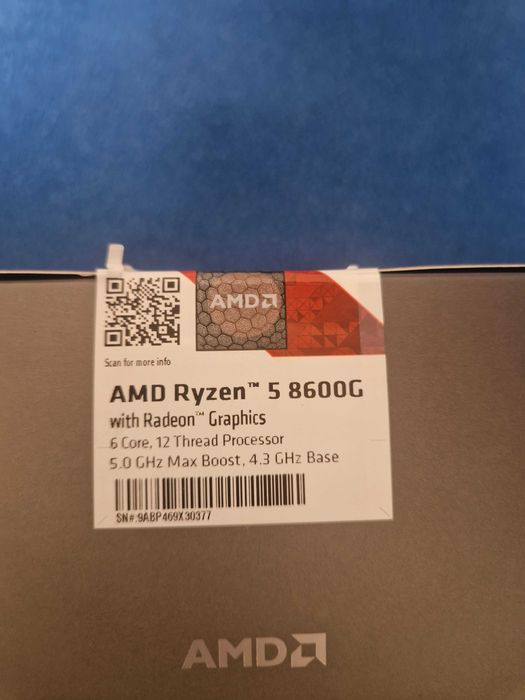 AMD
Scan for more info
AMD Ryzen™ 5 8600G
with Radeon™ Graphics
6 Core, 12 Thread Processor
5.0 GHz Max Boost, 4.3 GHz Base
SN#:9ABP469X30377
AMD